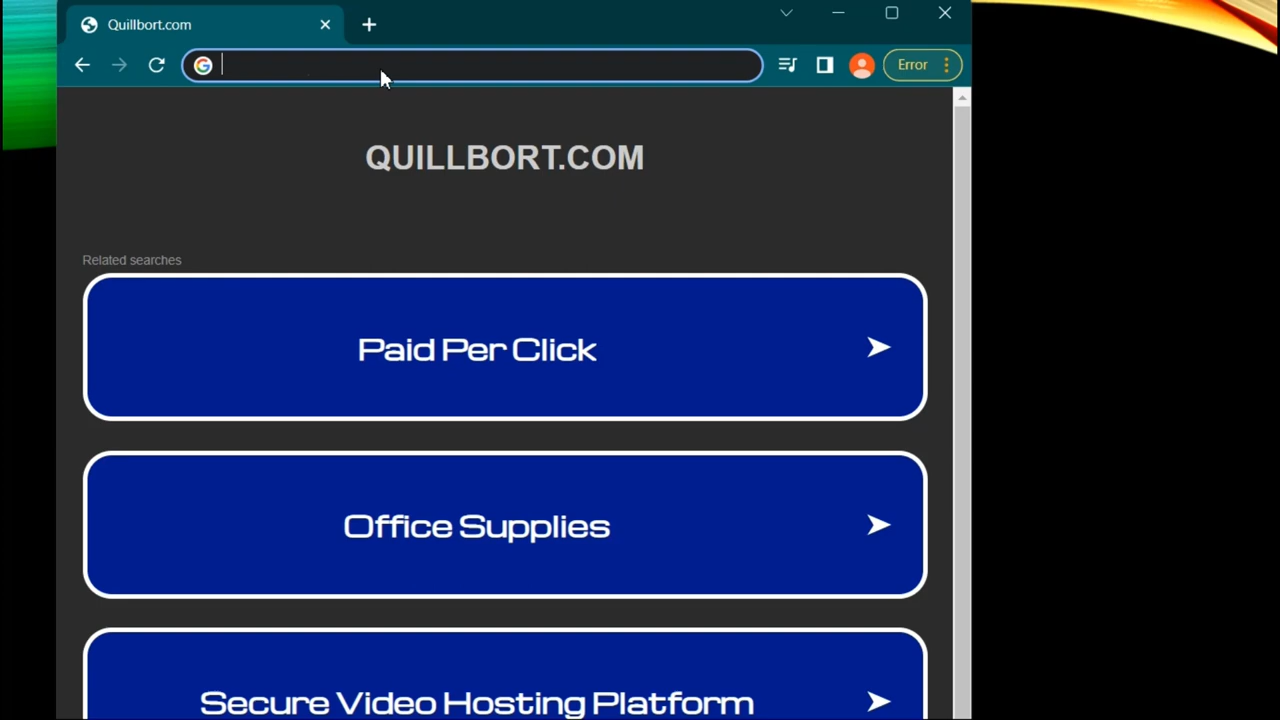 Quillbort.com
Error
QUILLBORT.COM
Related searches
Paid Per Click
Office Supplies
Secure Video Hosting Platform